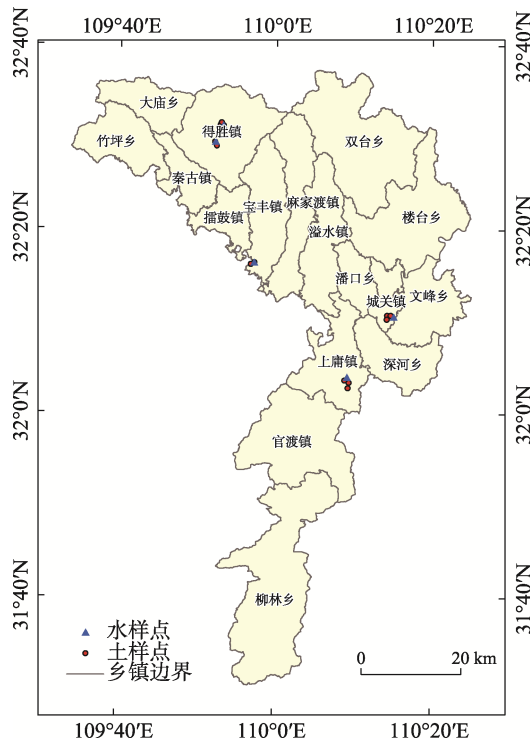 109°40′E 110°0′E 110°20′E
32°40′N 32°40′N
大庙乡
得胜镇
双台乡
竹坪乡
秦古镇
宝丰镇 麻家渡镇
擂鼓镇 楼台乡
32°20′N 32°20′N
溢水镇
潘口乡
城关镇 文峰乡
上庸镇 深河乡
32°0′N 32°0′N
官渡镇
31°40′N 31°40′N
柳林乡
水样点
土样点
乡镇边界
0 20 km
109°40′E 110°0′E 110°20′E